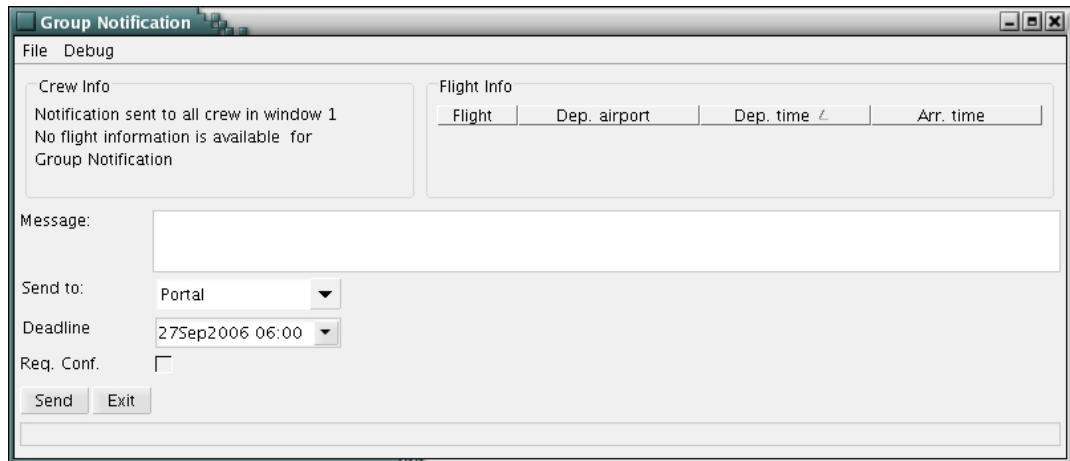 Group Notification
File Debug
Crew Info
Notification sent to all crew in window 1
No flight information is available for
Group Notification
Flight Info
Flight Dep. airport Dep. time Arr. time
Message:
Send to: Portal
Deadline 27Sep2006 06:00
Req. Conf.
Send Exit